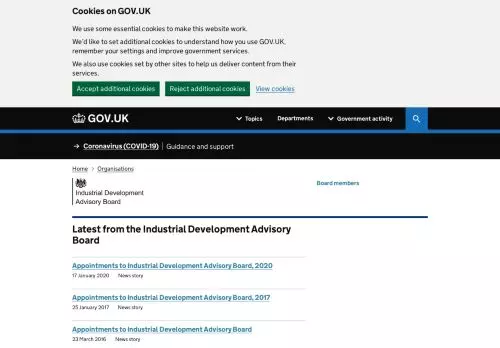 Cookies on GOV.UK
We use some essential cookies to make this website work.
We'd like to set additional cookies to understand how you use GOV.UK,
remember your settings and improve government services.
We also use cookies set by other sites to help us deliver content from their
services.
Accept additional cookies Reject additional cookies View cookies
GOV.UK Topics Departments Government activity
→ Coronavirus (COVID-19) Guidance and support
Home > Organisations
Industrial Development
Advisory Board
Board members
Latest from the Industrial Development Advisory
Board
Appointments to Industrial Development Advisory Board, 2020
17 January 2020 News story
Appointments to Industrial Development Advisory Board, 2017
25 January 2017 News story
Appointments to Industrial Development Advisory Board
23 March 2016 News story